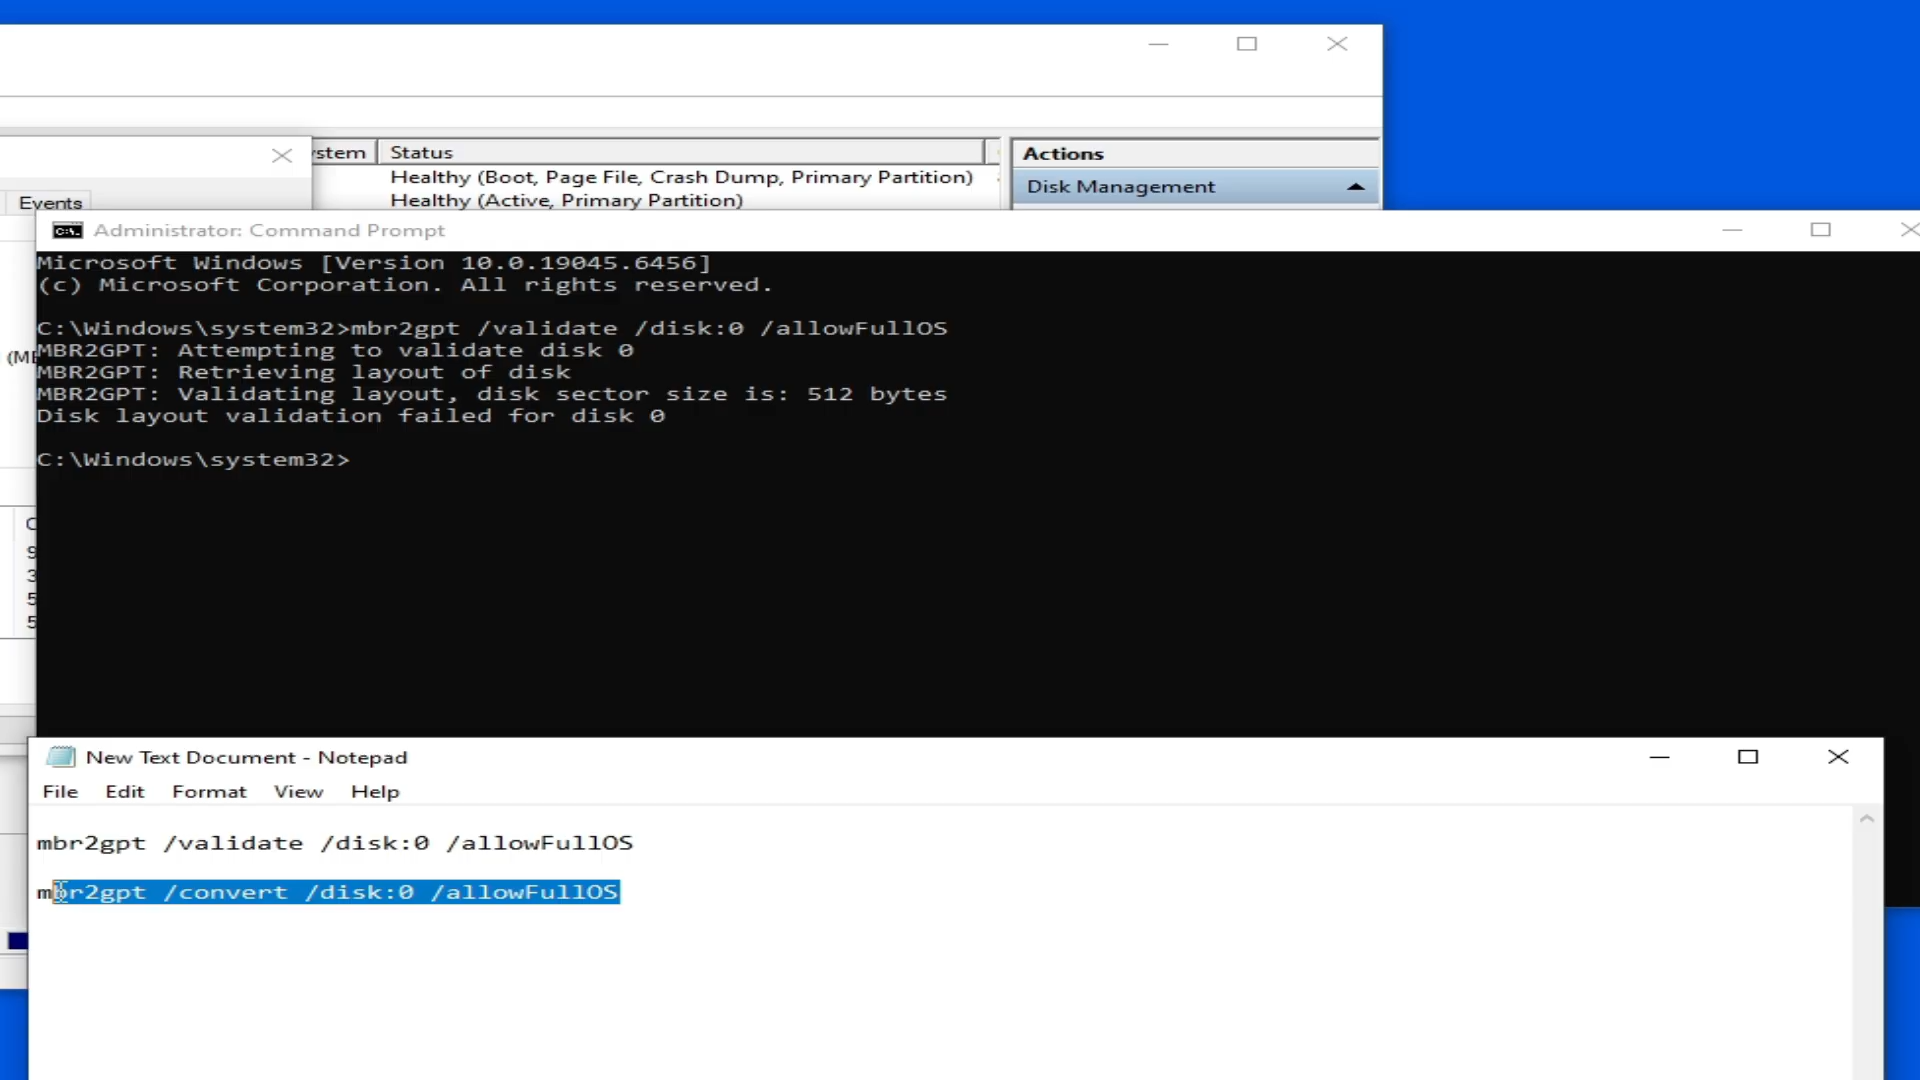 stem
Status
Healthy (Boot, Page File, Crash Dump, Primary Partition)
Healthy (Active, Primary Partition)
Actions
Disk Management
Events
Administrator: Command Prompt
Microsoft Windows [Version 10.0.19045.6456]
(c) Microsoft Corporation. All rights reserved.
C:\Windows\system32>mbr2gpt /validate /disk:0 /allowFullOS
MBR2GPT: Attempting to validate disk 0
MBR2GPT: Retrieving layout of disk
MBR2GPT: Validating layout, disk sector size is: 512 bytes
Disk layout validation failed for disk 0
C:\Windows\system32>
New Text Document - Notepad
File Edit Format View Help
mbr2gpt /validate /disk:0 /allowFullOS
mbr2gpt /convert /disk:0 /allowFullOS